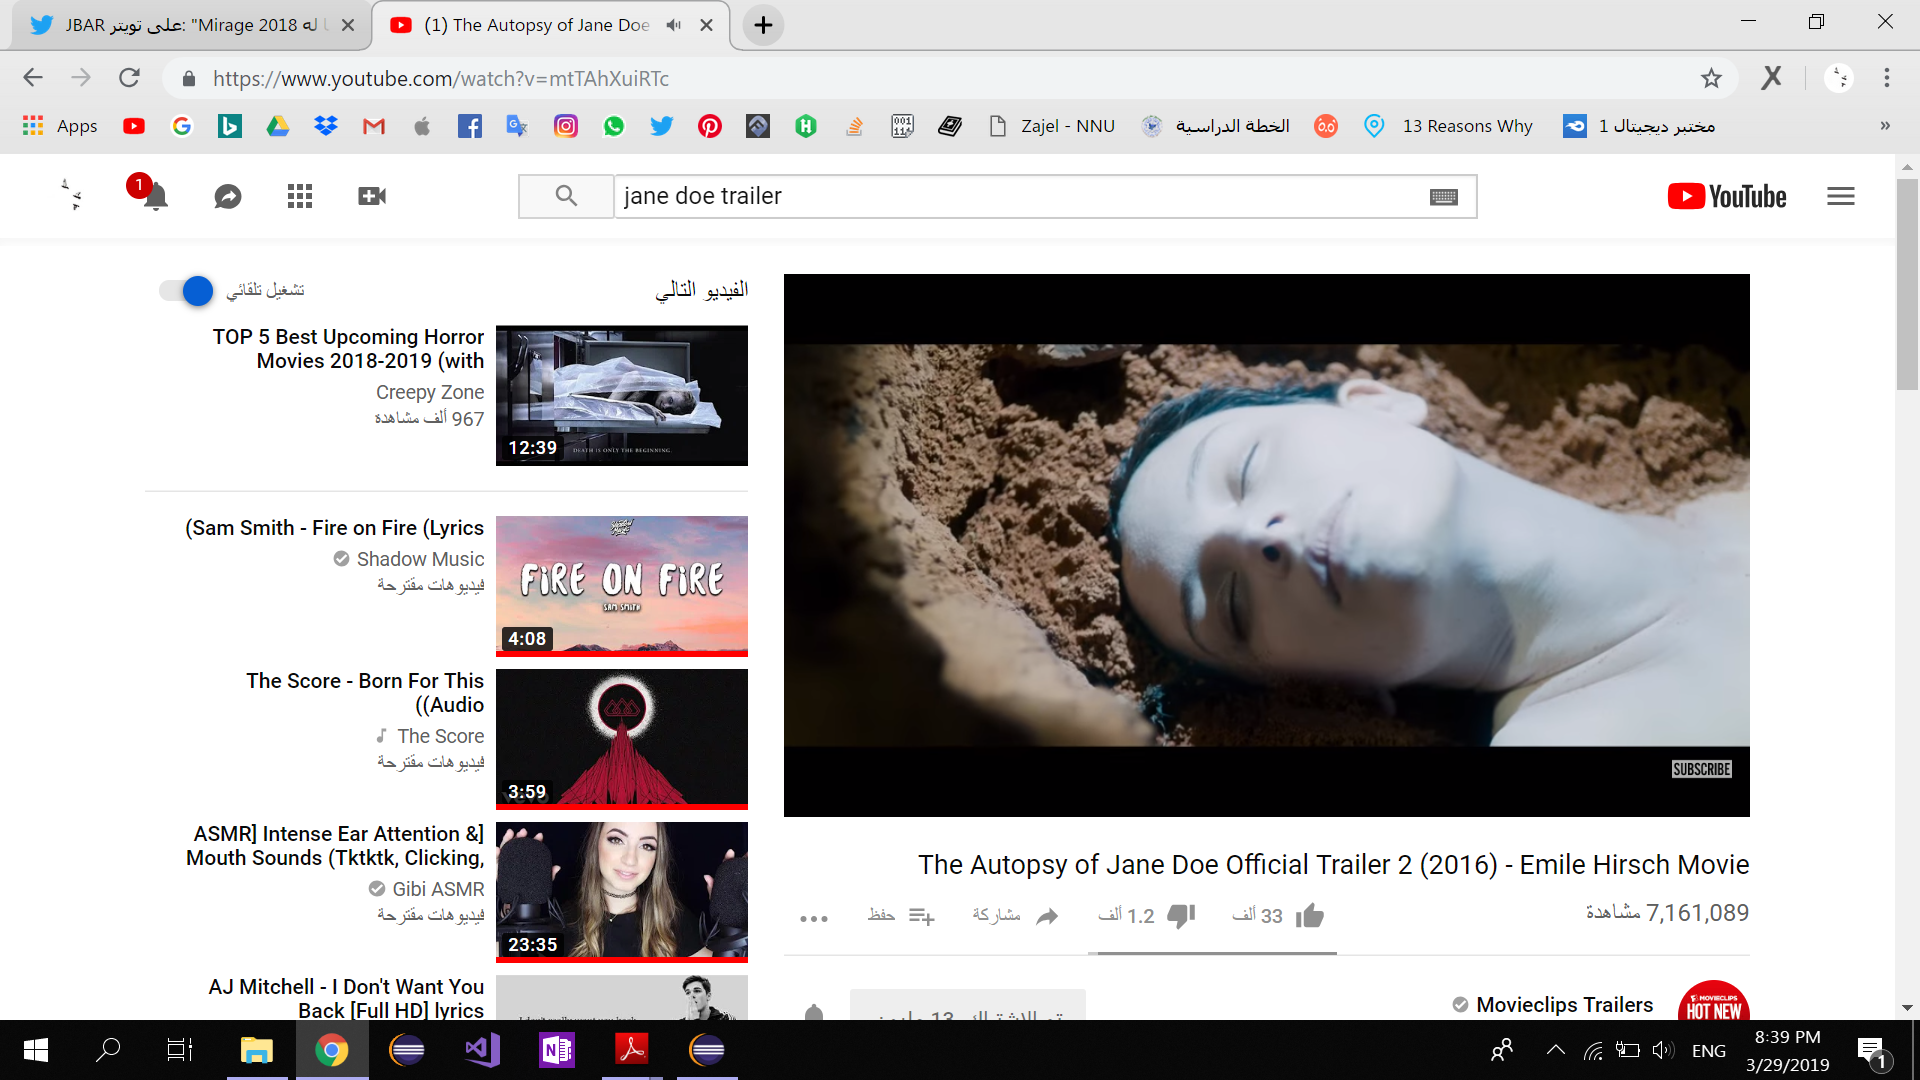 JBAR على تويتر: "Mirage 2018 ا له
(1) The Autopsy of Jane Doe
https://www.youtube.com/watch?v=mtTAhXuiRTc
Apps
Zajel - NNU
الخطة الدراسية
13 Reasons Why
مختبر ديجيتال 1
»
1
jane doe trailer
YouTube
تشغيل تلقائي
الفيديو التالي
TOP 5 Best Upcoming Horror
Movies 2018-2019 (with
Creepy Zone
967 ألف مشاهدة
DEATH IS ONLY THE BEGINNING.
12:39
(Sam Smith - Fire on Fire (Lyrics
Shadow Music
فيديوهات مقترحة
FIRE ON FIRE
SAM SMITH
4:08
The Score - Born For This
((Audio
The Score
فيديوهات مقترحة
3:59
ASMR] Intense Ear Attention &]
Mouth Sounds (Tktktk, Clicking,
Gibi ASMR
فيديوهات مقترحة
23:35
AJ Mitchell - I Don't Want You
Back [Full HD] lyrics
SUBSCRIBE
The Autopsy of Jane Doe Official Trailer 2 (2016) - Emile Hirsch Movie
7,161,089 مشاهدة
33 ألف
1.2 ألف
مشاركة
حفظ
Movieclips Trailers
MOVIECLIPS
HOT NEW
ENG
8:39 PM
3/29/2019
1